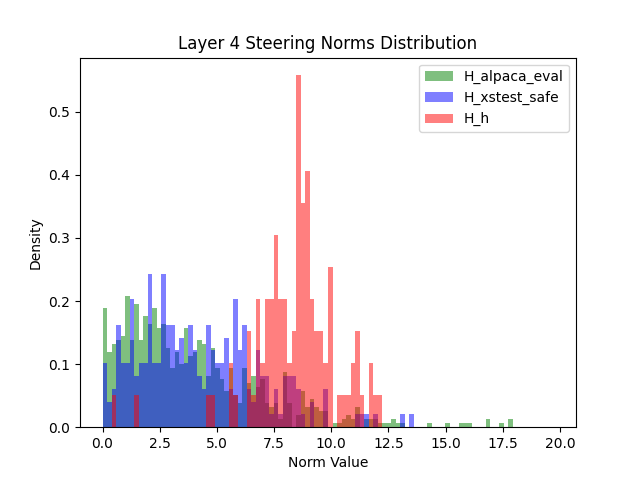 Layer 4 Steering Norms Distribution
H_alpaca_eval
H_xstest_safe
H_h
Density
0.5
0.4
0.3
0.2
0.1
0.0
0.0 2.5 5.0 7.5 10.0 12.5 15.0 17.5 20.0
Norm Value